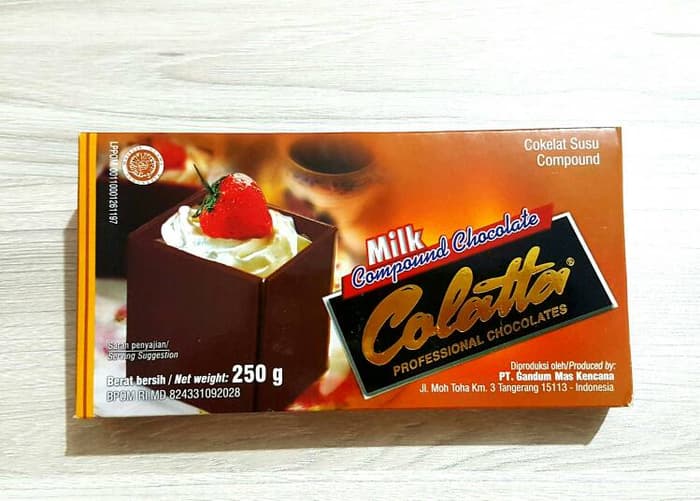 LPPOM 00110001261197
Cokelat Susu
Compound
Milk
Compound Chocolate
Colatta®
PROFESSIONAL CHOCOLATES
Saran penyajian/
Serving Suggestion
Berat bersih / Net weight: 250 g
BPOM RI MD 824331092028
Diproduksi oleh/Produced by:
PT. Gandum Mas Kencana
Jl. Moh Toha Km. 3 Tangerang 15113 - Indonesia